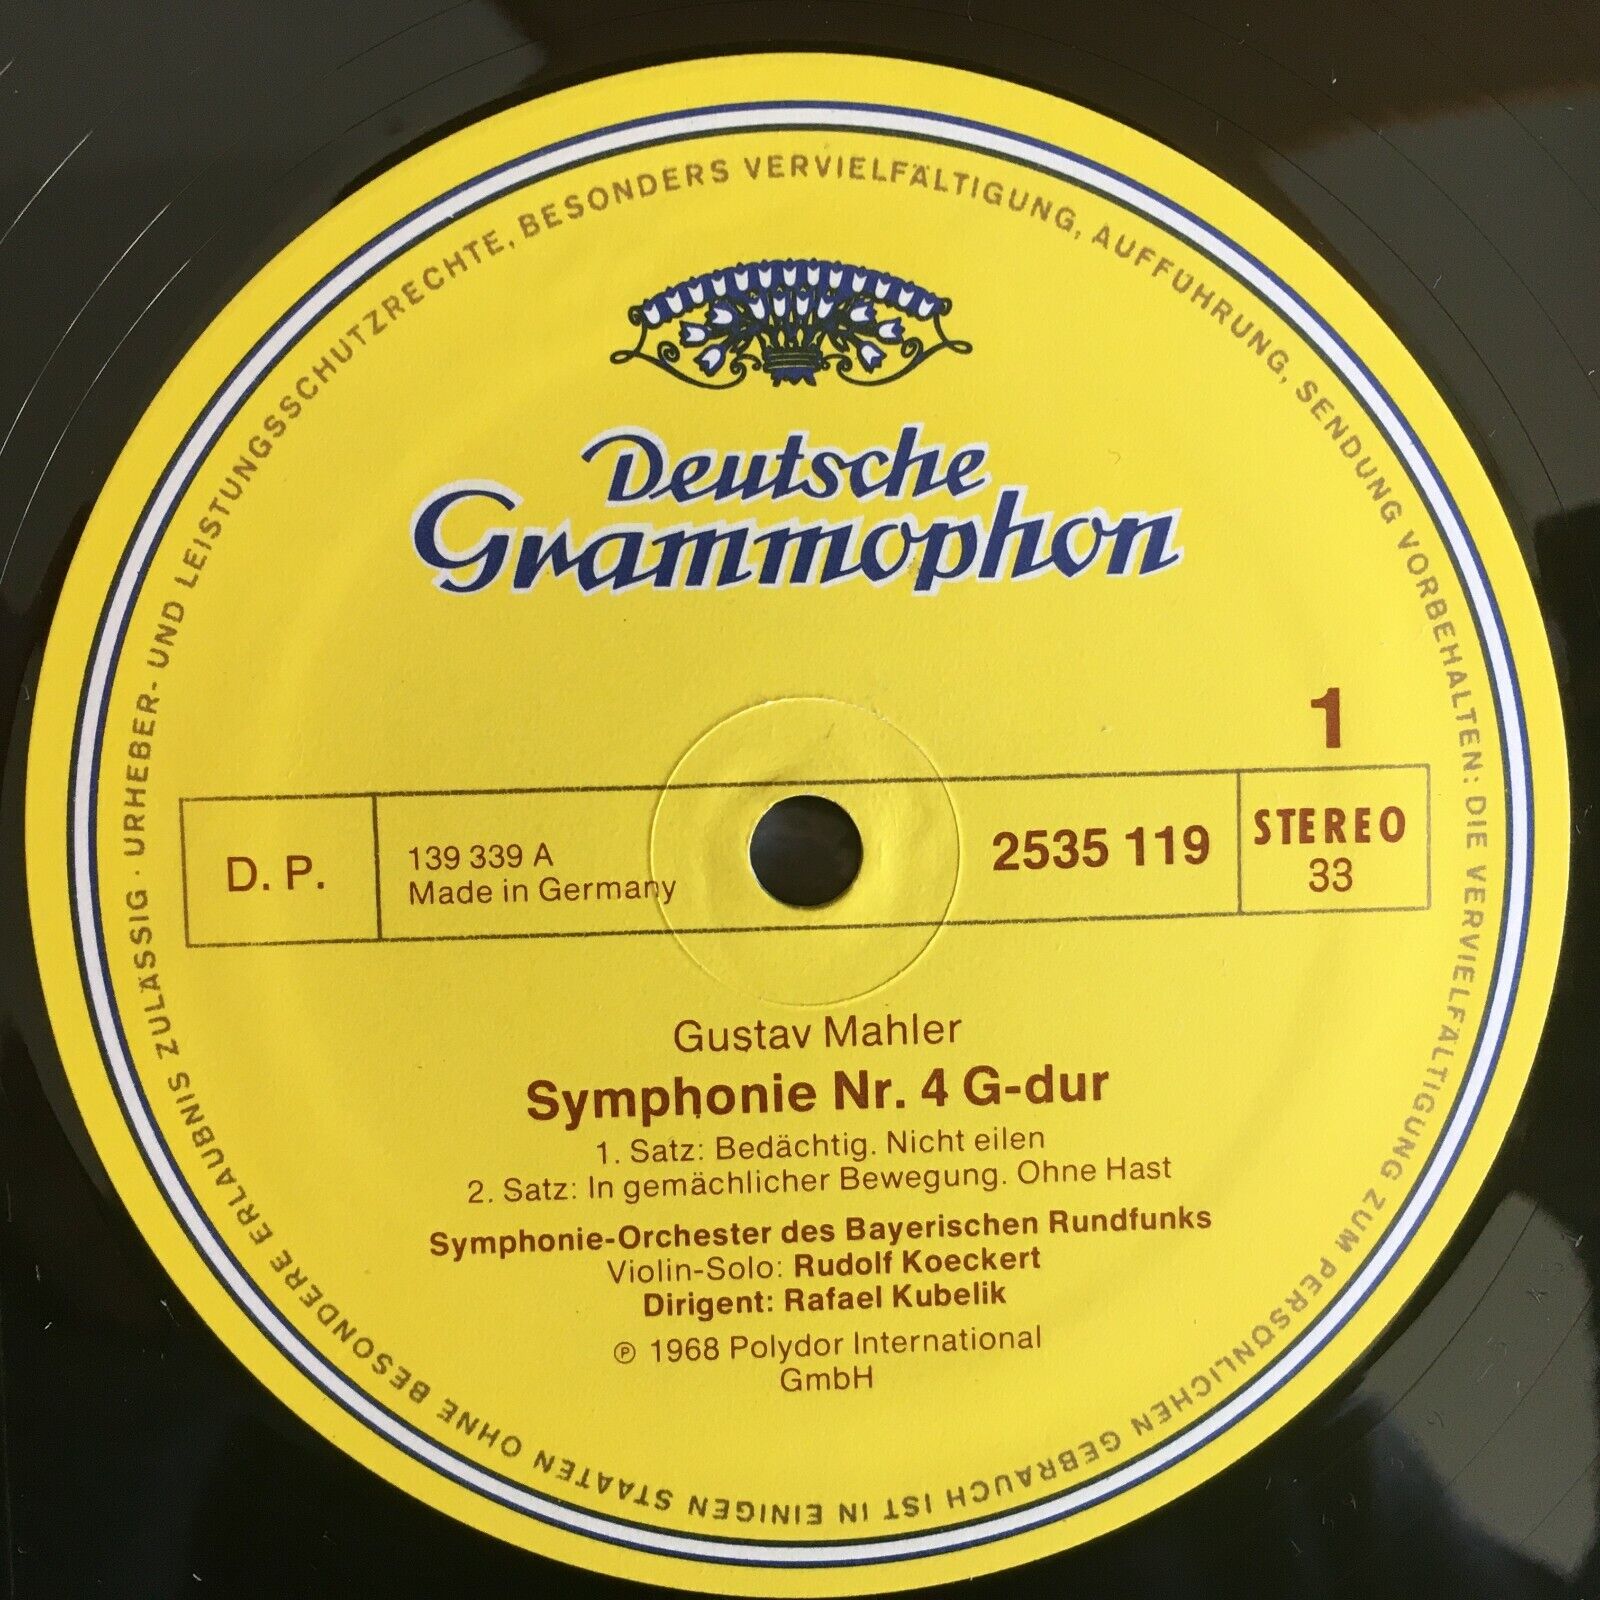 URHEBER- UND LEISTUNGSSCHUTZRECHTE, BESONDERS VERVIELFÄLTIGUNG, AUFFÜHRUNG, SENDUNG VORBEHALTEN: DIE VERVIELFÄLTIGUNG ZUM PERSÖNLICHEN GEBRAUCH IST IN EINIGEN STAATEN OHNE BESONDERE ERLAUBNIS ZULÄSSIG ·
Deutsche
Grammophon
1
D. P.
139 339 A
Made in Germany
2535 119
STEREO
33
Gustav Mahler
Symphonie Nr. 4 G-dur
1. Satz: Bedächtig. Nicht eilen
2. Satz: In gemächlicher Bewegung. Ohne Hast
Symphonie-Orchester des Bayerischen Rundfunks
Violin-Solo: Rudolf Koeckert
Dirigent: Rafael Kubelik
℗ 1968 Polydor International
GmbH